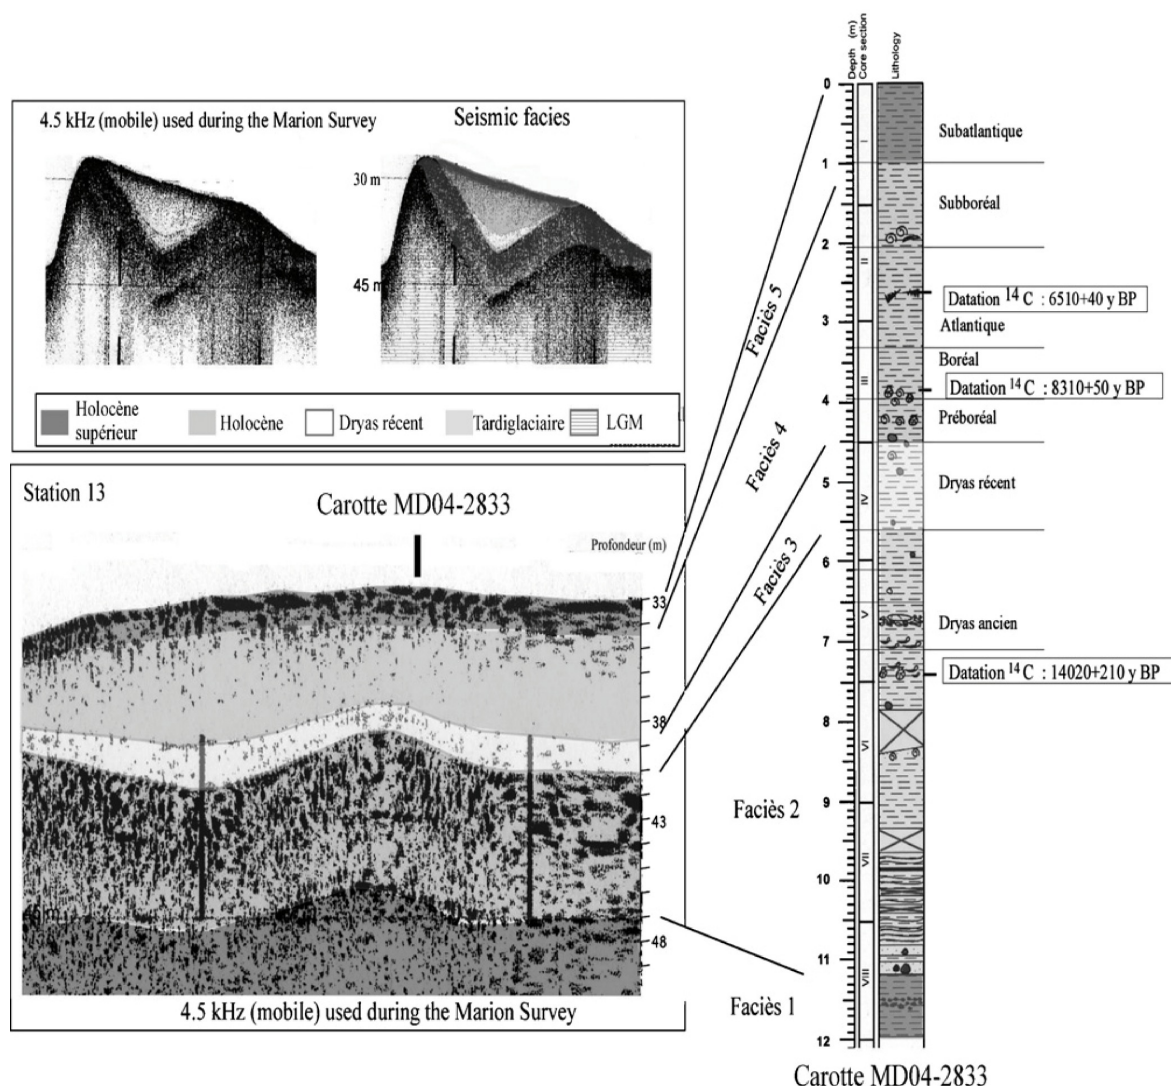 4.5 kHz (mobile) used during the Marion Survey
Seismic facies
30 m
45 m
Holocène
supérieur
Holocène
Dryas récent
Tardiglaciaire
LGM
Station 13
Carotte MD04-2833
Profondeur (m)
33
38
43
48
4.5 kHz (mobile) used during the Marion Survey
Faciès 5
Faciès 4
Faciès 3
Faciès 2
Faciès 1
Depth (m)
Core section
Lithology
0
1
2
3
4
5
6
7
8
9
10
11
12
I
II
III
IV
V
VI
VII
VIII
Subatlantique
Subboréal
Datation 14 C : 6510+40 y BP
Atlantique
Boréal
Datation 14 C : 8310+50 y BP
Préboréal
Dryas récent
Dryas ancien
Datation 14 C : 14020+210 y BP
Carotte MD04-2833